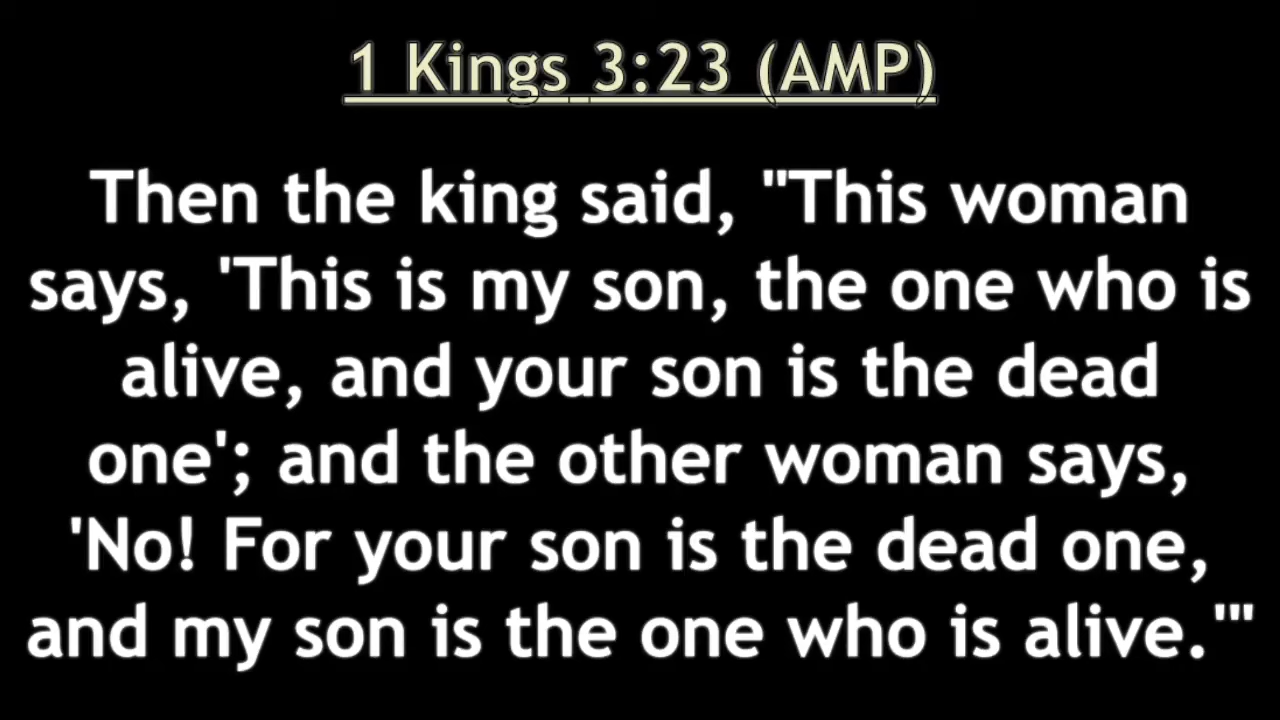 1 Kings 3:23 (AMP)
Then the king said, "This woman
says, 'This is my son, the one who is
alive, and your son is the dead
one'; and the other woman says,
'No! For your son is the dead one,
and my son is the one who is alive.'"